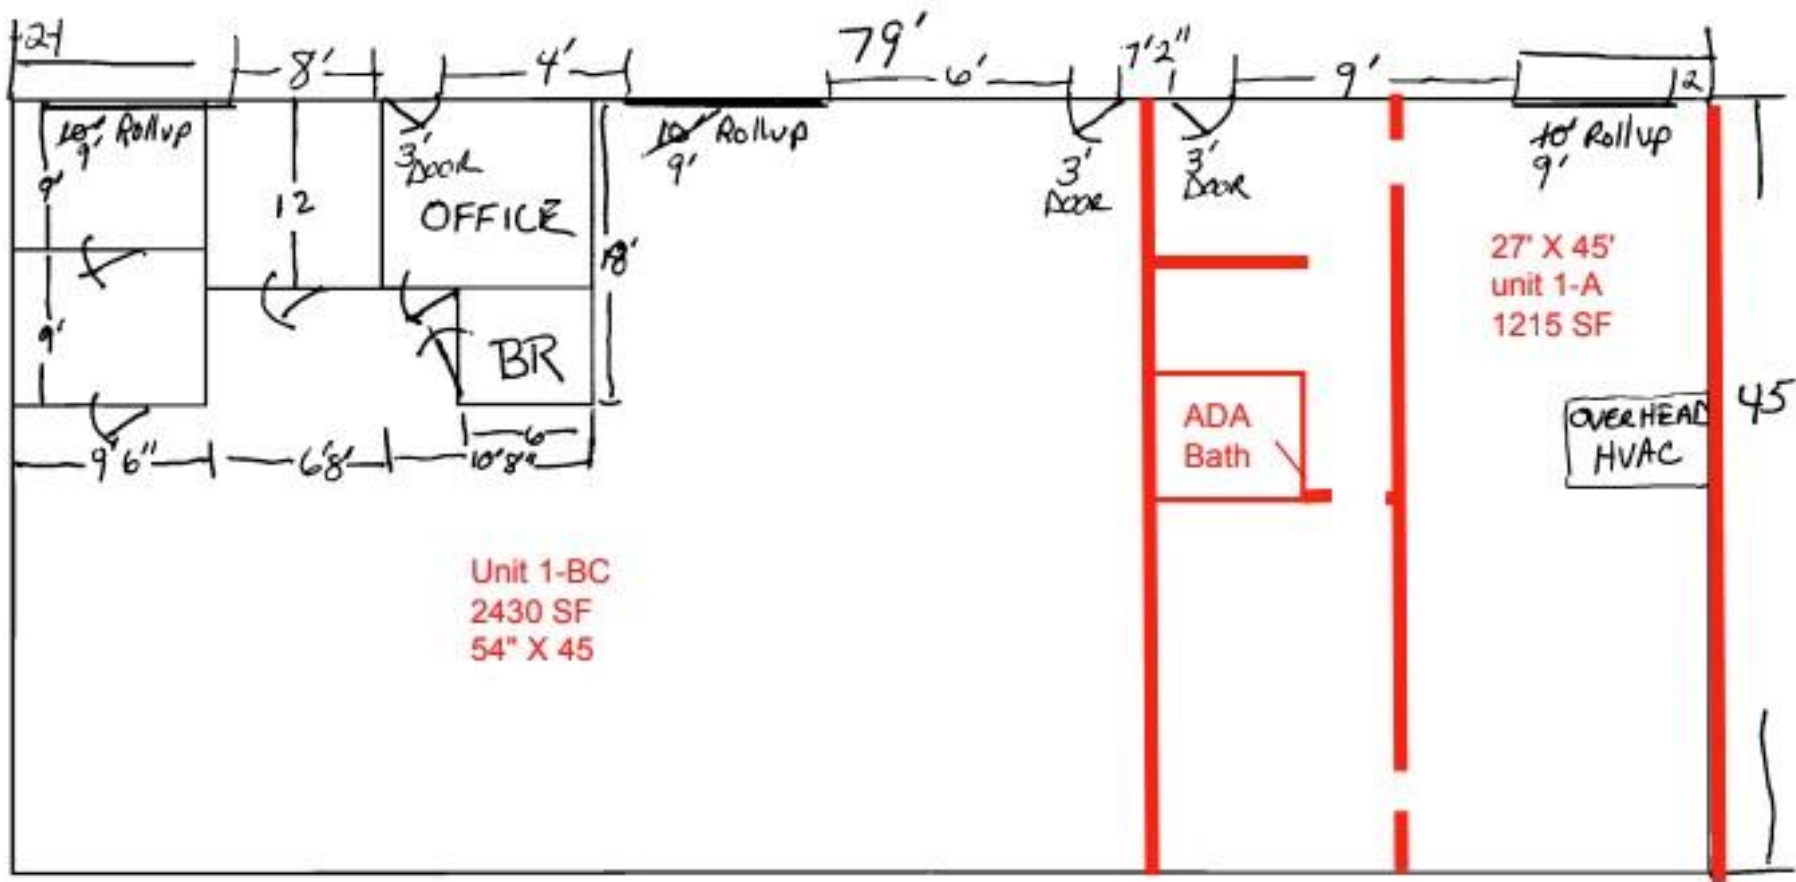 2
8'
4'
79'
6'
7'2"
9'
2
10' Rollup
9'
3'
DOOR
OFFICE
10' Rollup
9'
3'
DOOR
3'
DOOR
10' Rollup
9'
9'
12
18'
27' X 45'
unit 1-A
1215 SF
9'
BR
ADA
Bath
OVERHEAD
HVAC
45
9'6"
6'8"
6
10'8"
Unit 1-BC
2430 SF
54" X 45